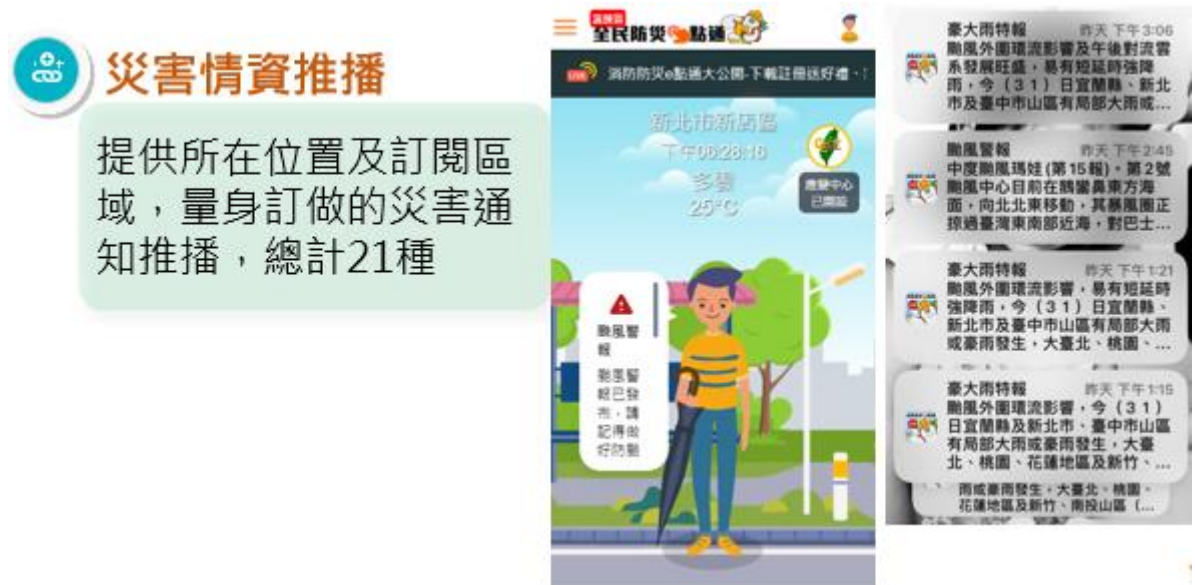 災害情資推播
提供所在位置及訂閱區
域，量身訂做的災害通
知推播，總計21種
全民防災e點通
LIVE
消防防災e點通大公開-下載註冊送好禮、
新北市新店區
下午06:28:16
多雲
25°C
應變中心
已開設
颱風警
報
颱風警
報已發
布，請
記得做
好防颱
豪大雨特報 昨天 下午3:06
颱風外圍環流影響及午後對流雲
系發展旺盛，易有短延時強降
雨，今（31）日宜蘭縣、新北
市及臺中市山區有局部大雨或...
颱風警報 昨天 下午2:45
中度颱風瑪娃(第15報)。第2號
颱風中心目前在鵝鑾鼻東方海
面，向北北東移動，其暴風圈正
掠過臺灣東南部近海，對巴士...
豪大雨特報 昨天 下午1:21
颱風外圍環流影響，易有短延時
強降雨，今（31）日宜蘭縣、
新北市及臺中市山區有局部大雨
或豪雨發生，大臺北、桃園、...
豪大雨特報 昨天 下午1:15
颱風外圍環流影響，今（31）
日宜蘭縣及新北市、臺中市山區
有局部大雨或豪雨發生，大臺
北、桃園、花蓮地區及新竹、...
雨或豪雨發生，大臺北、桃園、
花蓮地區及新竹、南投山區（...